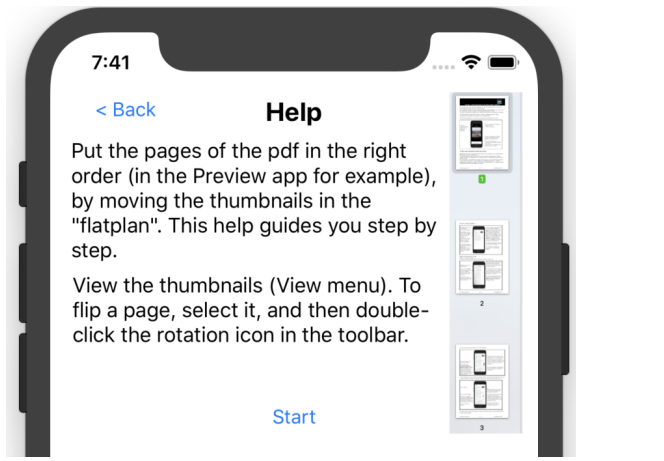 7:41
< Back
Help
Put the pages of the pdf in the right
order (in the Preview app for example),
by moving the thumbnails in the
"flatplan". This help guides you step by
step.
View the thumbnails (View menu). To
flip a page, select it, and then double-
click the rotation icon in the toolbar.
Start
1
2
3